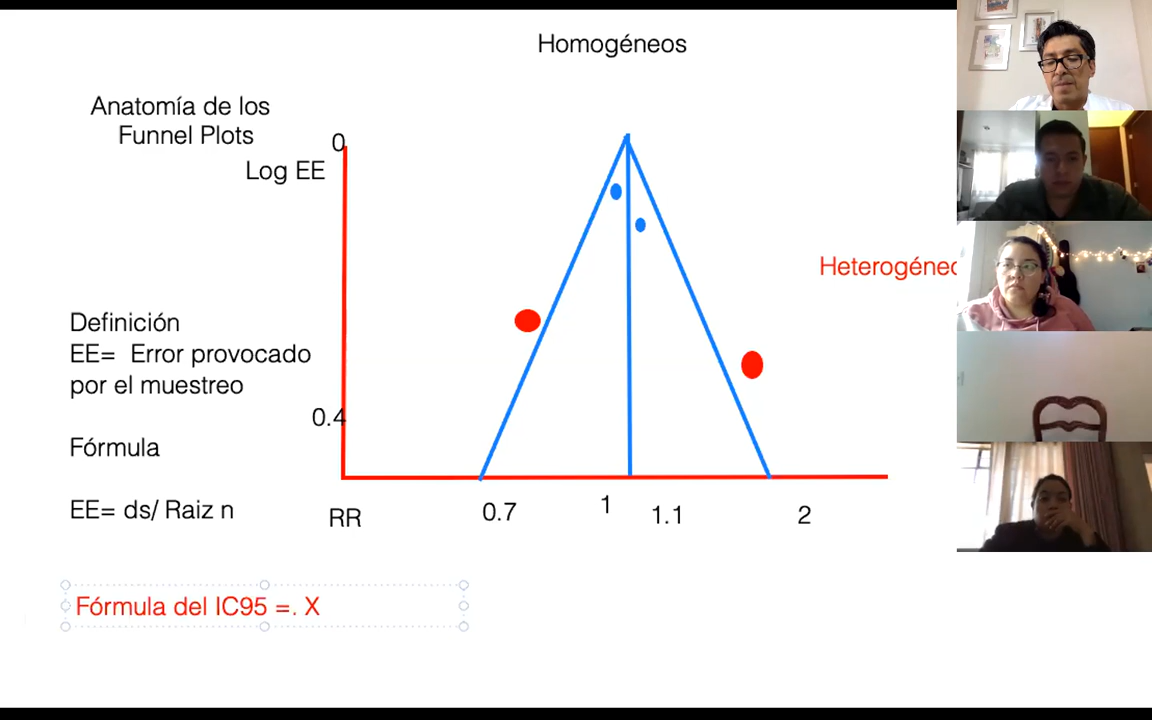 Homogéneos
Anatomía de los
Funnel Plots
0
Log EE
Heterogéneo
Definición
EE= Error provocado
por el muestreo
0.4
Fórmula
EE= ds/ Raiz n
RR
0.7
1
1.1
2
Fórmula del IC95 =. X